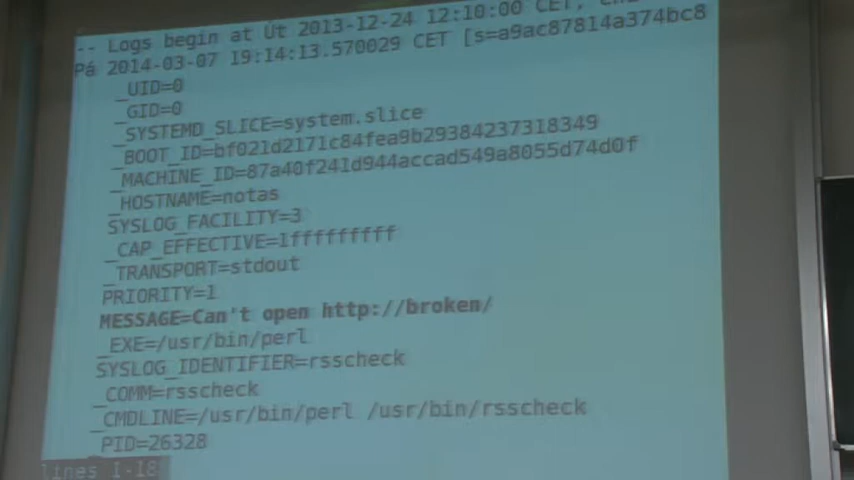 -- Logs begin at Út 2013-12-24 12:10:00 CET,
Pá 2014-03-07 19:14:13.570029 CET [s=a9ac87814a374bc8
_UID=0
_GID=0
_SYSTEMD_SLICE=system.slice
_BOOT_ID=bf021d2171c84fea9b29384237318349
_MACHINE_ID=87a40f241d944accad549a8055d74d0f
_HOSTNAME=notas
SYSLOG_FACILITY=3
_CAP_EFFECTIVE=1fffffffff
_TRANSPORT=stdout
PRIORITY=1
MESSAGE=Can't open http://broken/
_EXE=/usr/bin/perl
SYSLOG_IDENTIFIER=rsscheck
_COMM=rsscheck
_CMDLINE=/usr/bin/perl /usr/bin/rsscheck
_PID=26328
lines 1-18